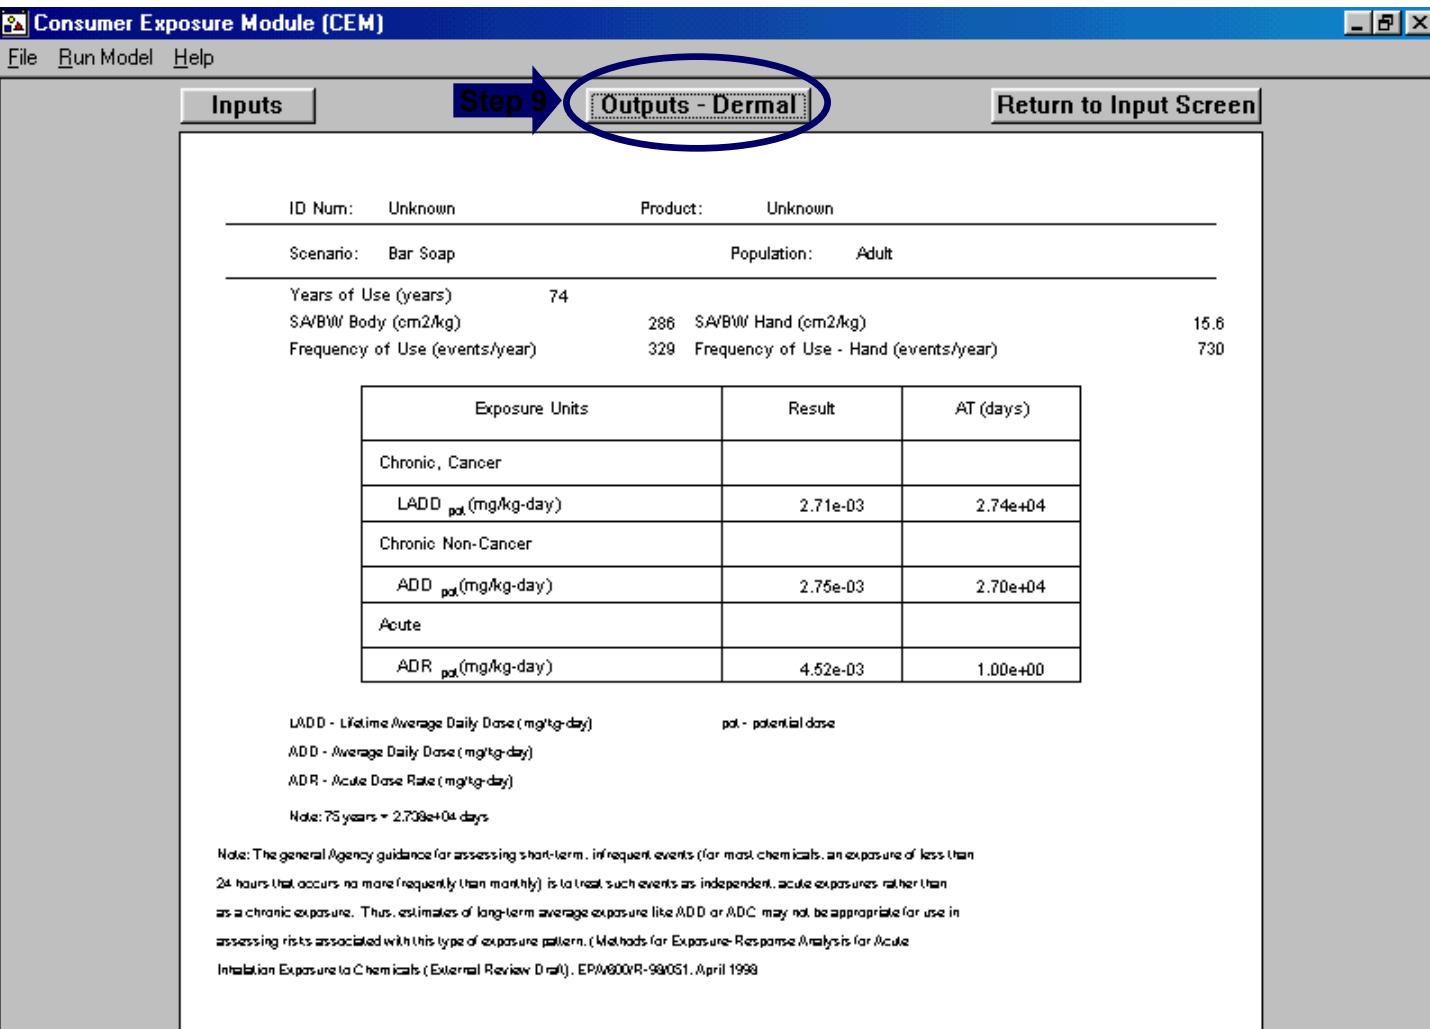 Consumer Exposure Module (CEM)
File Run Model Help
Inputs Step 9 Outputs - Dermal Return to Input Screen
ID Num: Unknown Product: Unknown
Scenario: Bar Soap Population: Adult
Years of Use (years) 74
SA/BW Body (cm2/kg) 286 SA/BW Hand (cm2/kg) 15.6
Frequency of Use (events/year) 329 Frequency of Use - Hand (events/year) 730
Exposure Units Result AT (days)
Chronic, Cancer
LADD pot (mg/kg-day) 2.71e-03 2.74e+04
Chronic Non-Cancer
ADD pot (mg/kg-day) 2.75e-03 2.70e+04
Acute
ADR pot (mg/kg-day) 4.52e-03 1.00e+00
LADD - Lifetime Average Daily Dose (mg/kg-day) pot - potential dose
ADD - Average Daily Dose (mg/kg-day)
ADR - Acute Dose Rate (mg/kg-day)
Note: 75 years = 2.738e+04 days
Note: The general Agency guidance for assessing short-term, infrequent events (for most chemicals, an exposure of less than
24 hours that occurs no more frequently than monthly) is to treat such events as independent, acute exposures rather than
as a chronic exposure. Thus, estimates of long-term average exposure like ADD or ADC may not be appropriate for use in
assessing risks associated with this type of exposure pattern. (Methods for Exposure-Response Analysis for Acute
Inhalation Exposure to Chemicals (External Review Draft). EPA/600/R-98/051. April 1998